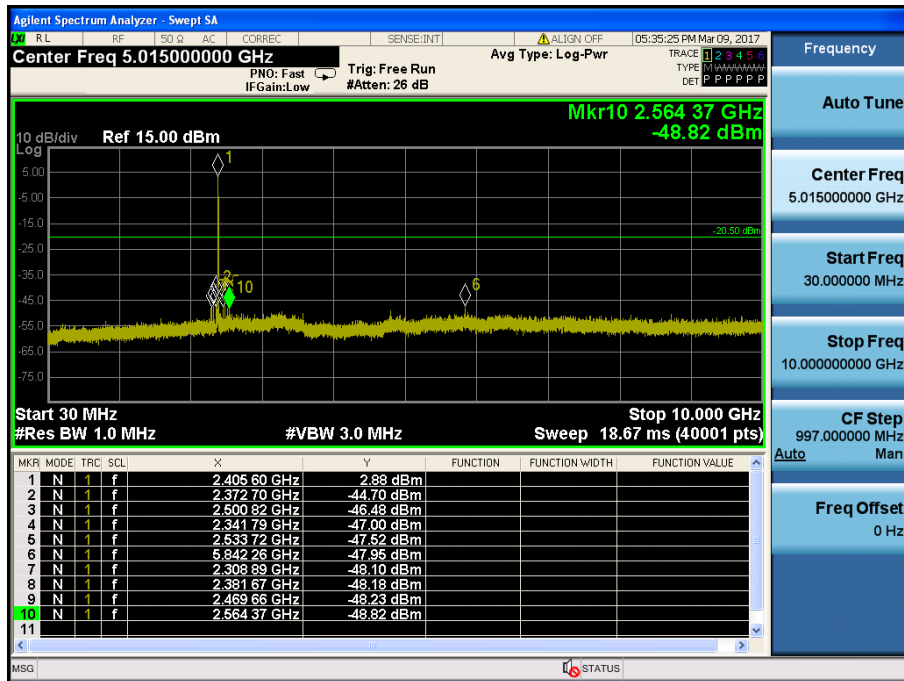 Agilent Spectrum Analyzer - Swept SA
LXI RL RF 50 Ω AC CORREC SENSE:INT ALIGN OFF 05:35:25 PM Mar 09, 2017
Center Freq 5.015000000 GHz
PNO: Fast
IFGain:Low
Trig: Free Run
#Atten: 26 dB
Avg Type: Log-Pwr
TRACE 1 2 3 4 5 6
TYPE M W W W W W
DET P P P P P P
Mkr10 2.564 37 GHz
-48.82 dBm
10 dB/div Ref 15.00 dBm
Log
1
5.00
-5.00
-15.0
-20.50 dBm
-25.0
-35.0
2
10
6
-45.0
-55.0
-65.0
-75.0
Start 30 MHz Stop 10.000 GHz
#Res BW 1.0 MHz #VBW 3.0 MHz Sweep 18.67 ms (40001 pts)
MKR MODE TRC SCL X Y FUNCTION FUNCTION WIDTH FUNCTION VALUE
1 N 1 f 2.405 60 GHz 2.88 dBm
2 N 1 f 2.372 70 GHz -44.70 dBm
3 N 1 f 2.500 82 GHz -46.48 dBm
4 N 1 f 2.341 79 GHz -47.00 dBm
5 N 1 f 2.533 72 GHz -47.52 dBm
6 N 1 f 5.842 26 GHz -47.95 dBm
7 N 1 f 2.308 89 GHz -48.10 dBm
8 N 1 f 2.381 67 GHz -48.18 dBm
9 N 1 f 2.469 66 GHz -48.23 dBm
10 N 1 f 2.564 37 GHz -48.82 dBm
11
MSG STATUS
Frequency
Auto Tune
Center Freq
5.015000000 GHz
Start Freq
30.000000 MHz
Stop Freq
10.000000000 GHz
CF Step
997.000000 MHz
Auto Man
Freq Offset
0 Hz